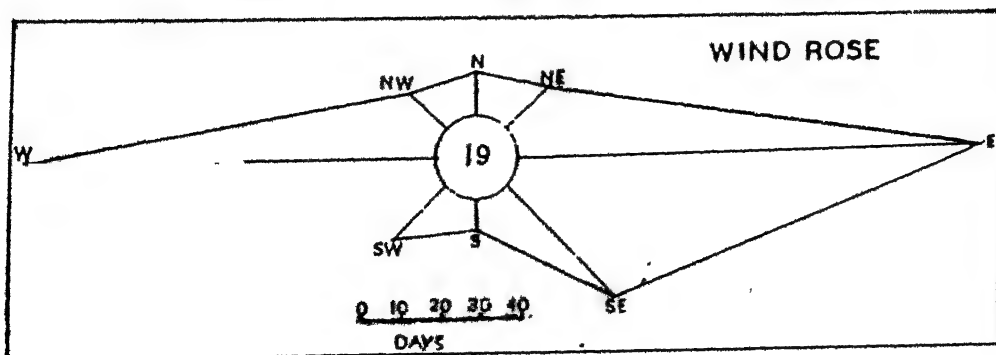 WIND ROSE
N
NW NE
W 19 E
SW S
SE
0 10 20 30 40
DAYS